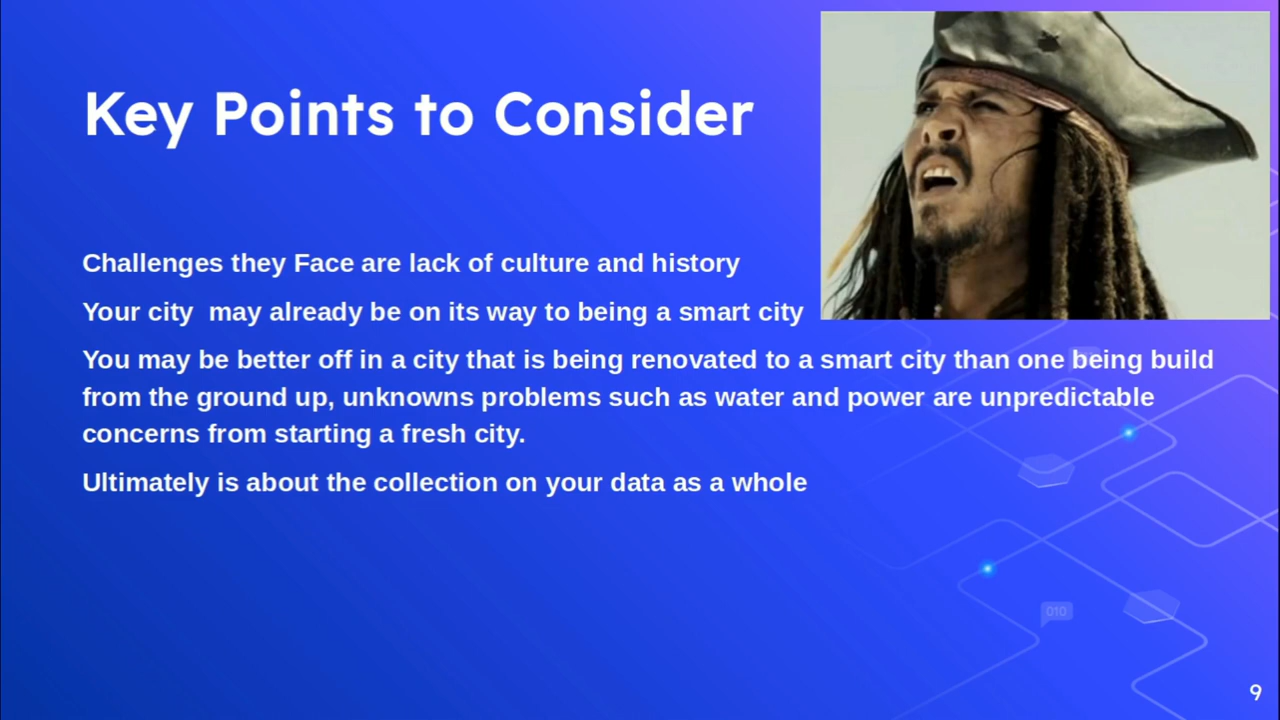 Key Points to Consider
Challenges they Face are lack of culture and history
Your city  may already be on its way to being a smart city
You may be better off in a city that is being renovated to a smart city than one being build
from the ground up, unknowns problems such as water and power are unpredictable
concerns from starting a fresh city.
Ultimately is about the collection on your data as a whole
010
9